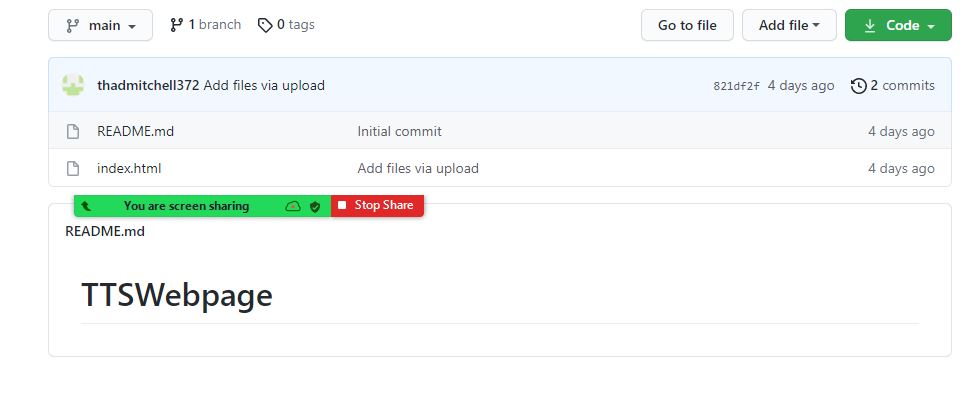 main 1 branch 0 tags Go to file Add file Code
thadmitchell372 Add files via upload 821df2f 4 days ago 2 commits
README.md Initial commit 4 days ago
index.html Add files via upload 4 days ago
You are screen sharing Stop Share
README.md
TTSWebpage